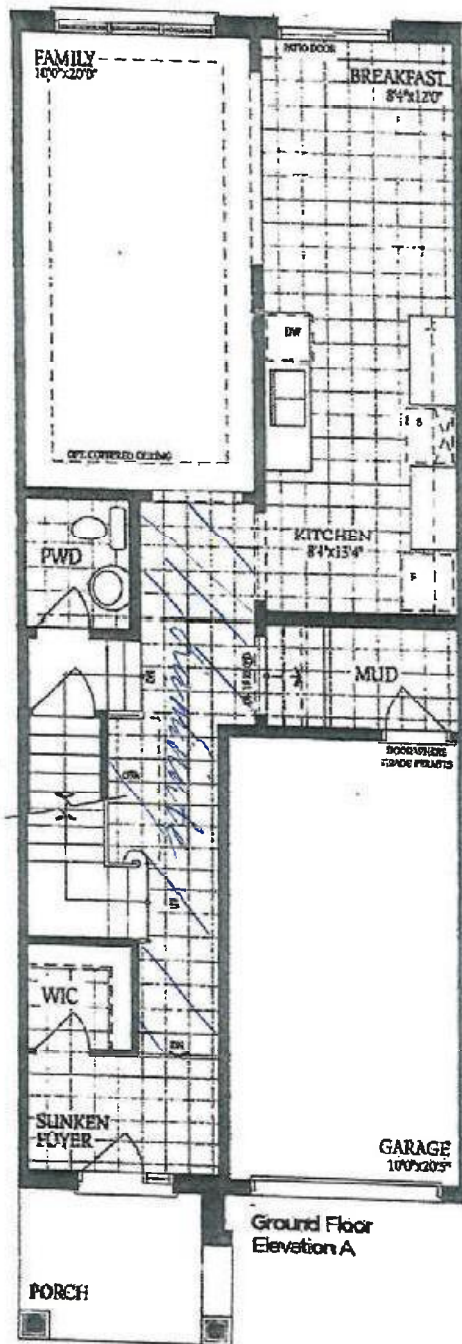 FAMILY
10'0"x20'0"
PATIO DOOR
BREAKFAST
8'4"x12'0"
DW
OPT. COFFERED CEILING
S
KITCHEN
8'4"x13'4"
F
PWD
MUD
DOOR WHERE
GRADE PERMITS
DN
Laminate
WIC
SUNKEN
FOYER
GARAGE
10'0"x20'5"
Ground Floor
Elevation A
PORCH